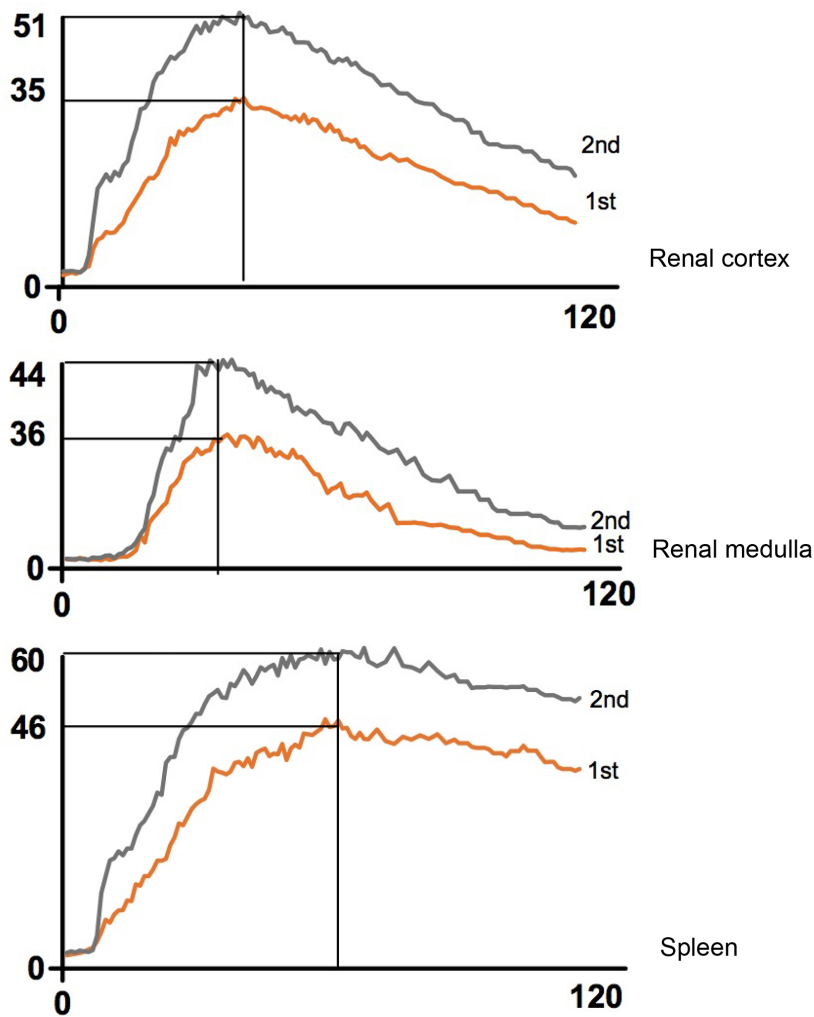 51
35
2nd
1st
Renal cortex
0
0
120
44
36
2nd
1st
Renal medulla
0
0
120
60
46
2nd
1st
Spleen
0
0
120